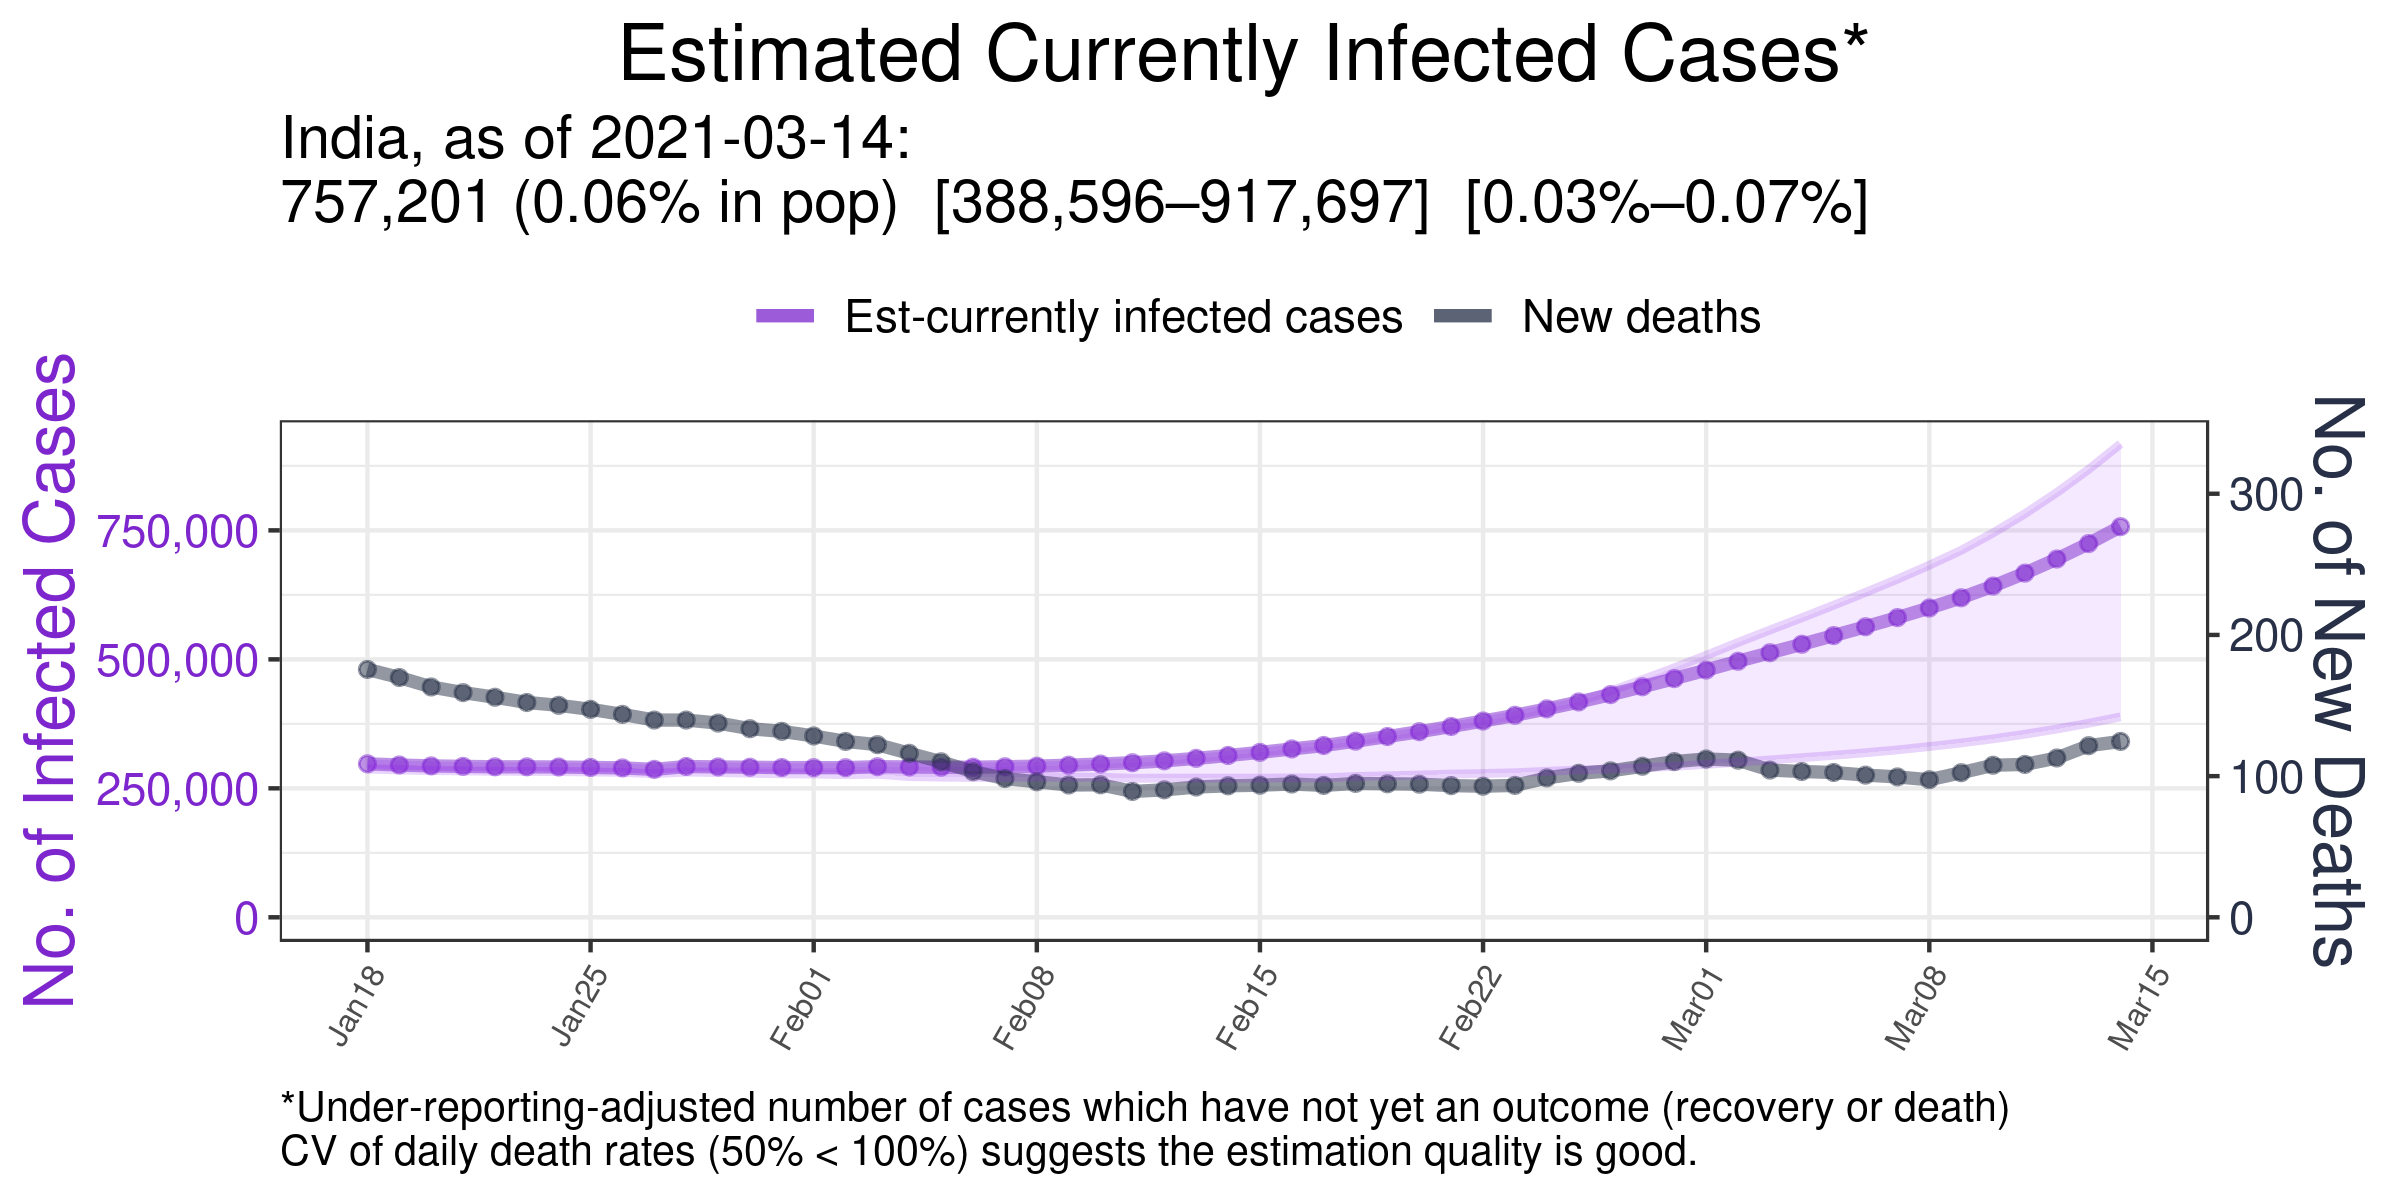 Estimated Currently Infected Cases*
India, as of 2021-03-14:
757,201 (0.06% in pop)  [388,596–917,697]  [0.03%–0.07%]
Est-currently infected cases
New deaths
No. of Infected Cases
750,000
500,000
250,000
0
No. of New Deaths
300
200
100
0
Jan18
Jan25
Feb01
Feb08
Feb15
Feb22
Mar01
Mar08
Mar15
*Under-reporting-adjusted number of cases which have not yet an outcome (recovery or death)
CV of daily death rates (50% < 100%) suggests the estimation quality is good.